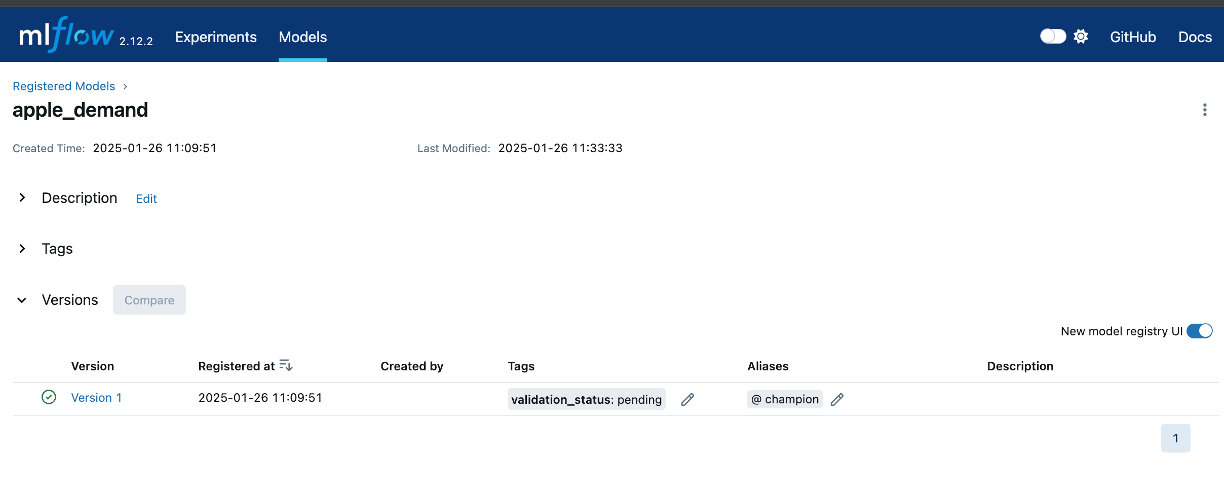 mlflow 2.12.2 Experiments Models GitHub Docs
Registered Models >
apple_demand
Created Time: 2025-01-26 11:09:51 Last Modified: 2025-01-26 11:33:33
Description Edit
Tags
Versions Compare
New model registry UI
Version Registered at Created by Tags Aliases Description
Version 1 2025-01-26 11:09:51 validation_status: pending @ champion
1